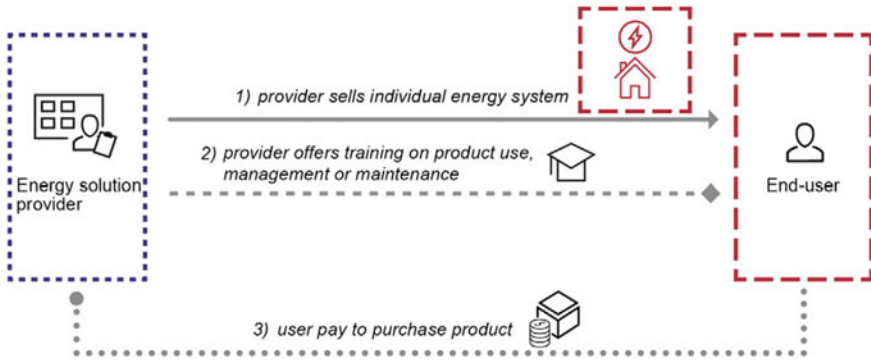 1) provider sells individual energy system
2) provider offers training on product use,
management or maintenance
Energy solution
provider
End-user
3) user pay to purchase product